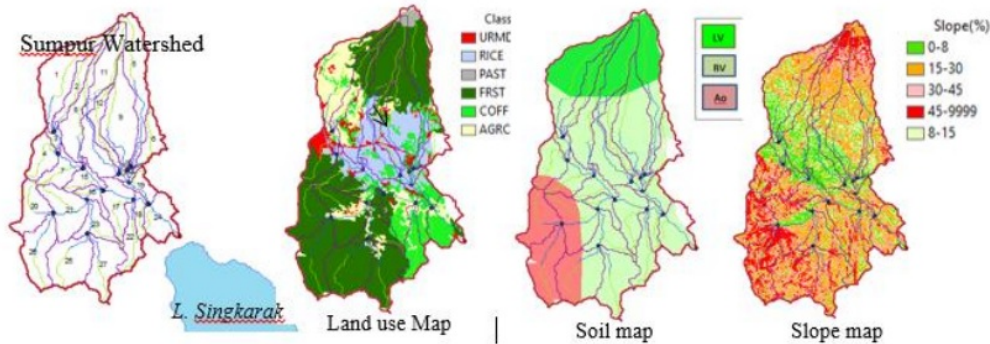 Sumpur Watershed
L. Singkarak
Class
URMD
RICE
PAST
FRST
COFF
AGRC
Land use Map
LV
RV
Ao
Soil map
Slope(%)
0-8
15-30
30-45
45-9999
8-15
Slope map